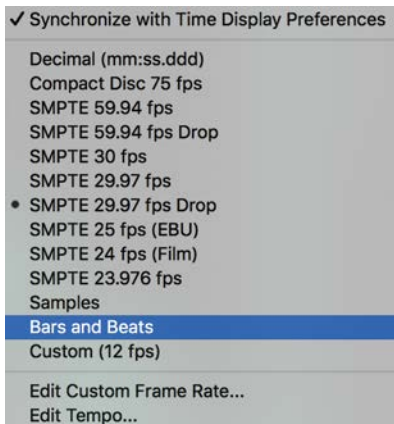 ✓ Synchronize with Time Display Preferences
Decimal (mm:ss.ddd)
Compact Disc 75 fps
SMPTE 59.94 fps
SMPTE 59.94 fps Drop
SMPTE 30 fps
SMPTE 29.97 fps
• SMPTE 29.97 fps Drop
SMPTE 25 fps (EBU)
SMPTE 24 fps (Film)
SMPTE 23.976 fps
Samples
Bars and Beats
Custom (12 fps)
Edit Custom Frame Rate...
Edit Tempo...